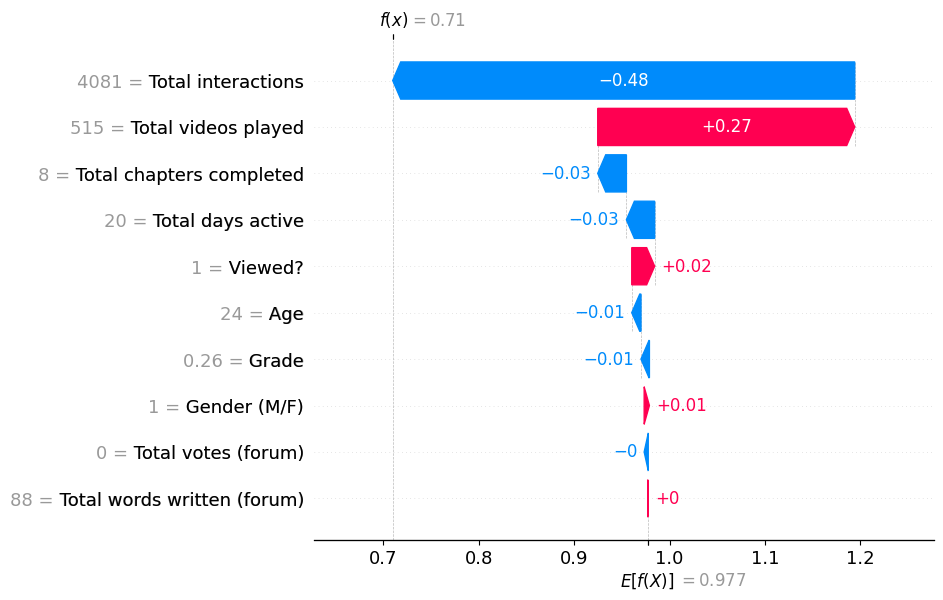 f(x) = 0.71
4081 = Total interactions
−0.48
515 = Total videos played
+0.27
8 = Total chapters completed
−0.03
20 = Total days active
−0.03
1 = Viewed?
+0.02
24 = Age
−0.01
0.26 = Grade
−0.01
1 = Gender (M/F)
+0.01
0 = Total votes (forum)
−0
88 = Total words written (forum)
+0
0.7 0.8 0.9 1.0 1.1 1.2
E[f(X)] = 0.977